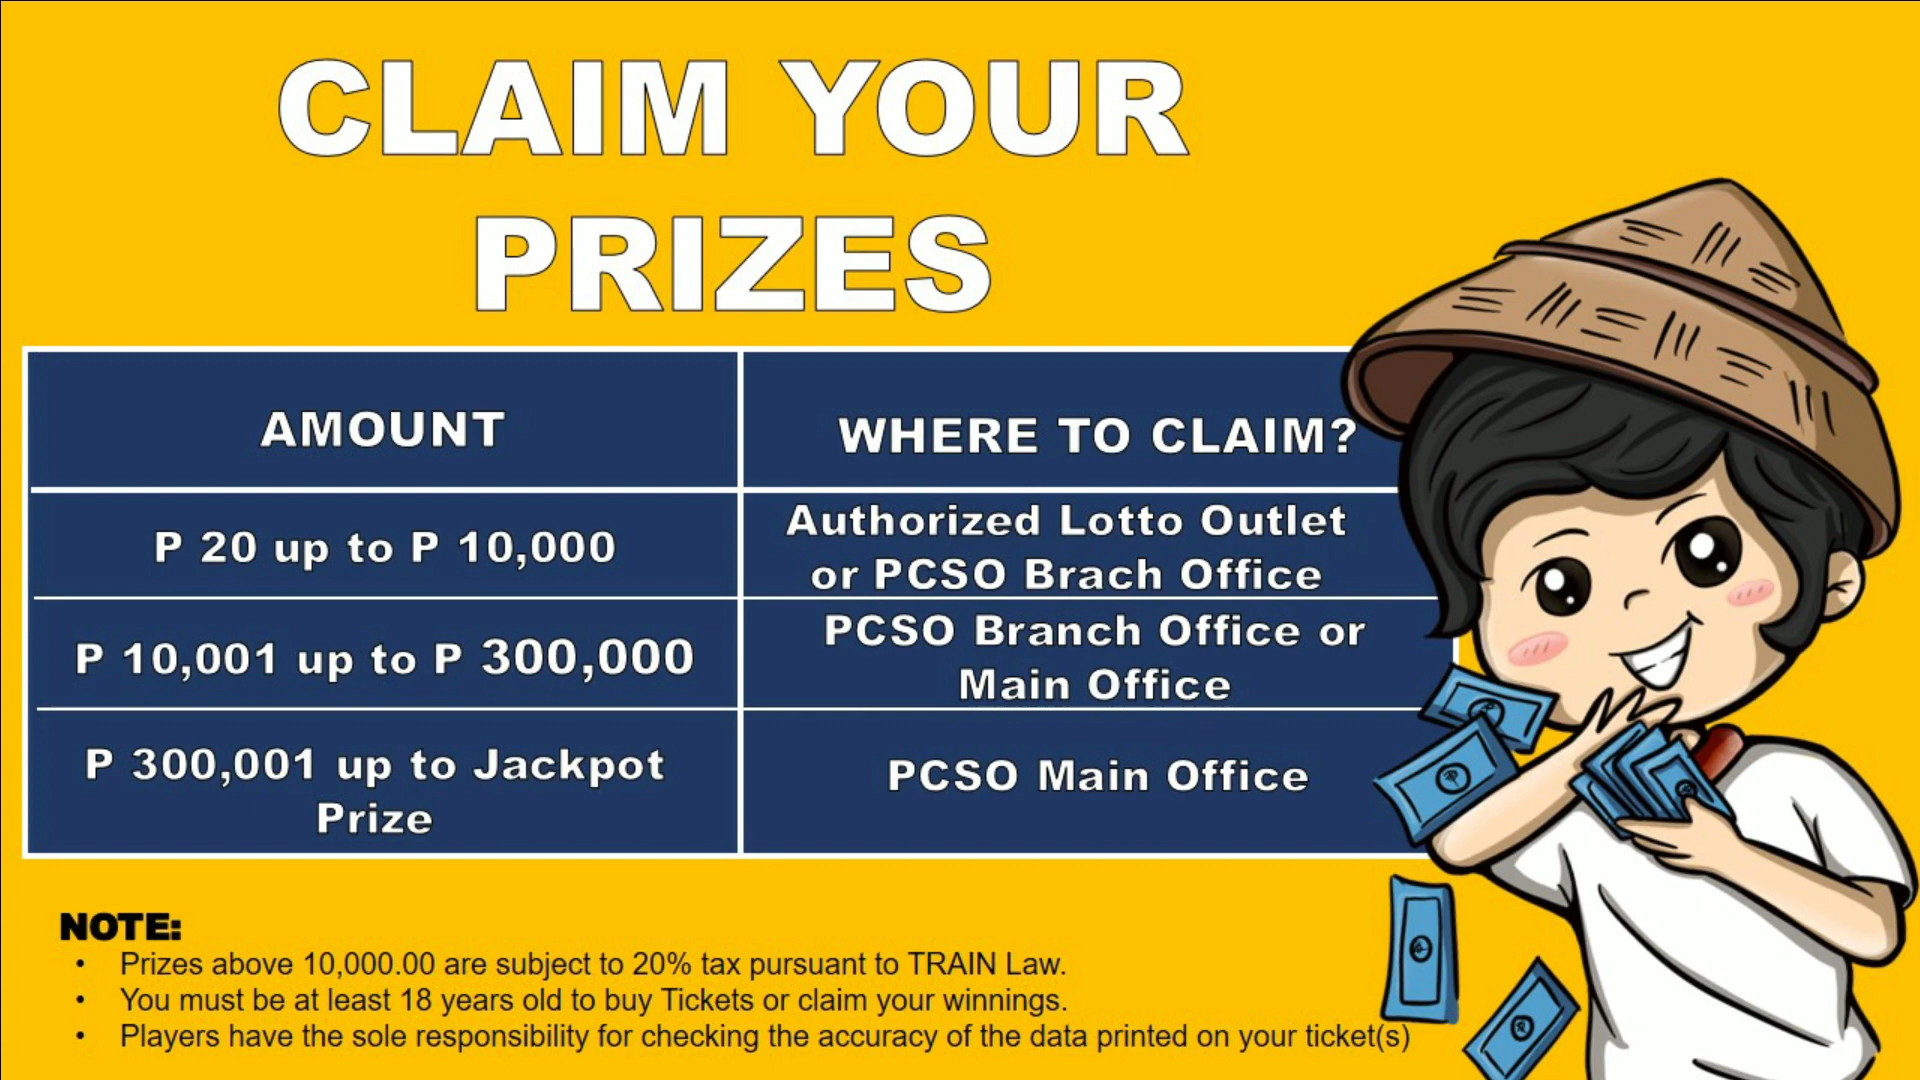 CLAIM YOUR
PRIZES
AMOUNT
WHERE TO CLAIM?
P 20 up to P 10,000
Authorized Lotto Outlet
or PCSO Brach Office
P 10,001 up to P 300,000
PCSO Branch Office or
Main Office
P 300,001 up to Jackpot
Prize
PCSO Main Office
NOTE:
• Prizes above 10,000.00 are subject to 20% tax pursuant to TRAIN Law.
• You must be at least 18 years old to buy Tickets or claim your winnings.
• Players have the sole responsibility for checking the accuracy of the data printed on your ticket(s)